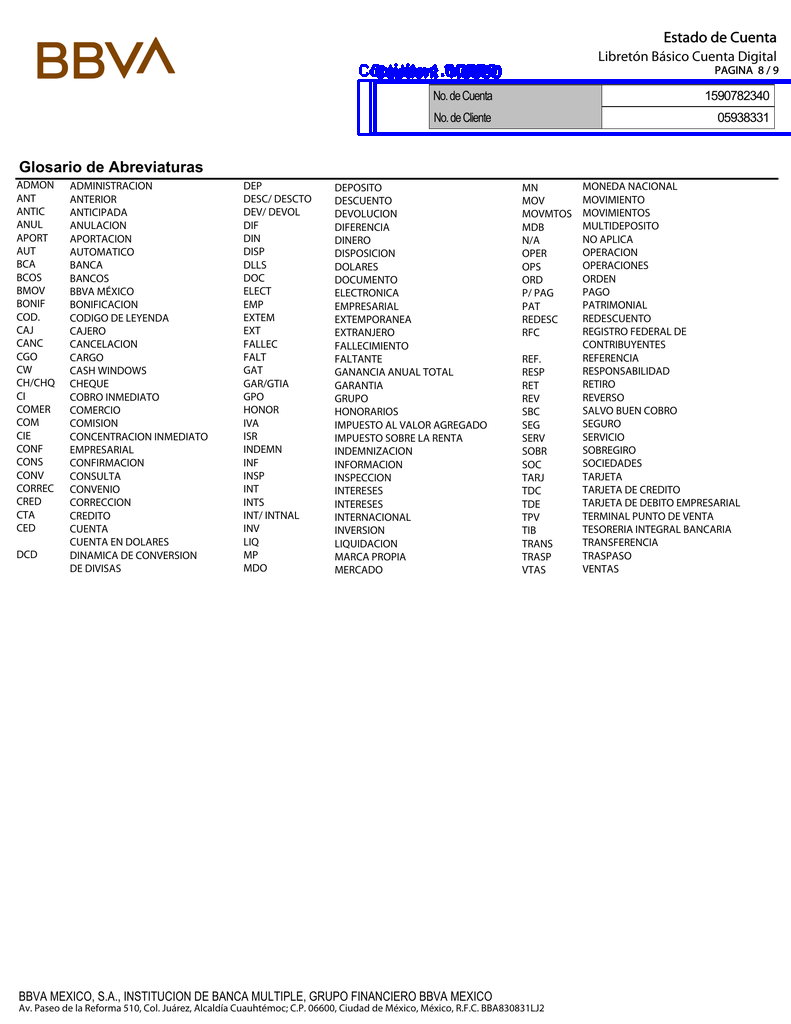 BBVA
Estado de Cuenta
Libretón Básico Cuenta Digital
PAGINA 8 / 9
No. de Cuenta 1590782340
No. de Cliente 05938331
Glosario de Abreviaturas
ADMON ADMINISTRACION DEP DEPOSITO MN MONEDA NACIONAL
ANT ANTERIOR DESC/ DESCTO DESCUENTO MOV MOVIMIENTO
ANTIC ANTICIPADA DEV/ DEVOL DEVOLUCION MOVMTOS MOVIMIENTOS
ANUL ANULACION DIF DIFERENCIA MDB MULTIDEPOSITO
APORT APORTACION DIN DINERO N/A NO APLICA
AUT AUTOMATICO DISP DISPOSICION OPER OPERACION
BCA BANCA DLLS DOLARES OPS OPERACIONES
BCOS BANCOS DOC DOCUMENTO ORD ORDEN
BMOV BBVA MÉXICO ELECT ELECTRONICA P/ PAG PAGO
BONIF BONIFICACION EMP EMPRESARIAL PAT PATRIMONIAL
COD. CODIGO DE LEYENDA EXTEM EXTEMPORANEA REDESC REDESCUENTO
CAJ CAJERO EXT EXTRANJERO RFC REGISTRO FEDERAL DE
CANC CANCELACION FALLEC FALLECIMIENTO CONTRIBUYENTES
CGO CARGO FALT FALTANTE REF. REFERENCIA
CW CASH WINDOWS GAT GANANCIA ANUAL TOTAL RESP RESPONSABILIDAD
CH/CHQ CHEQUE GAR/GTIA GARANTIA RET RETIRO
CI COBRO INMEDIATO GPO GRUPO REV REVERSO
COMER COMERCIO HONOR HONORARIOS SBC SALVO BUEN COBRO
COM COMISION IVA IMPUESTO AL VALOR AGREGADO SEG SEGURO
CIE CONCENTRACION INMEDIATO ISR IMPUESTO SOBRE LA RENTA SERV SERVICIO
CONF EMPRESARIAL INDEMN INDEMNIZACION SOBR SOBREGIRO
CONS CONFIRMACION INF INFORMACION SOC SOCIEDADES
CONV CONSULTA INSP INSPECCION TARJ TARJETA
CORREC CONVENIO INT INTERESES TDC TARJETA DE CREDITO
CRED CORRECCION INTS INTERESES TDE TARJETA DE DEBITO EMPRESARIAL
CTA CREDITO INT/ INTNAL INTERNACIONAL TPV TERMINAL PUNTO DE VENTA
CED CUENTA INV INVERSION TIB TESORERIA INTEGRAL BANCARIA
CUENTA EN DOLARES LIQ LIQUIDACION TRANS TRANSFERENCIA
DCD DINAMICA DE CONVERSION MP MARCA PROPIA TRASP TRASPASO
DE DIVISAS MDO MERCADO VTAS VENTAS
BBVA MEXICO, S.A., INSTITUCION DE BANCA MULTIPLE, GRUPO FINANCIERO BBVA MEXICO
Av. Paseo de la Reforma 510, Col. Juárez, Alcaldía Cuauhtémoc; C.P. 06600, Ciudad de México, México, R.F.C. BBA830831LJ2